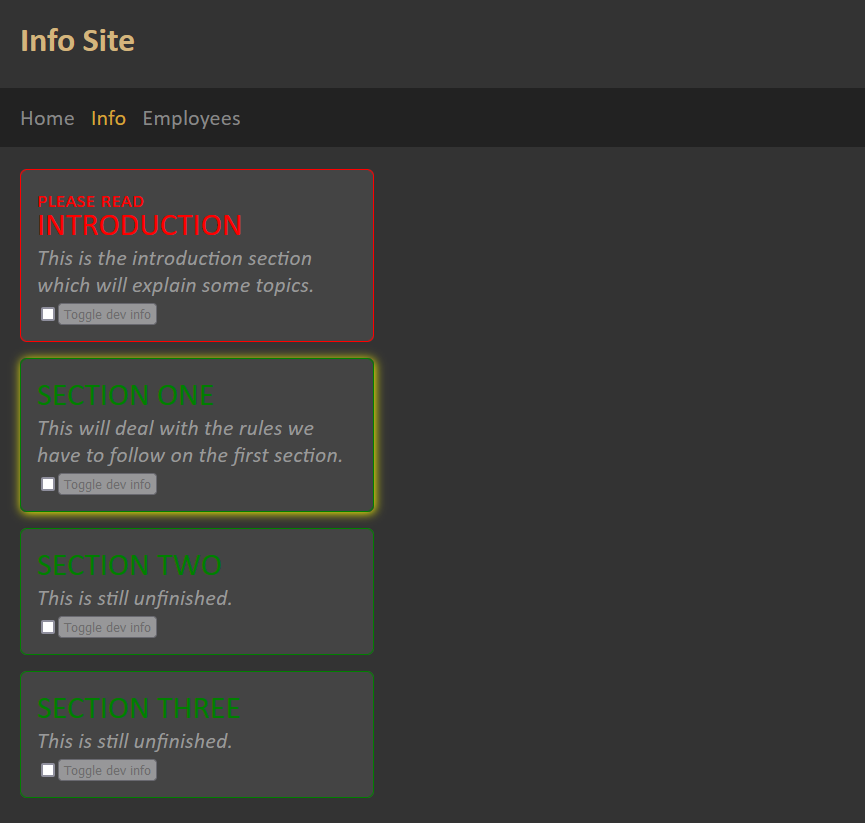 Info Site
Home Info Employees
PLEASE READ
INTRODUCTION
This is the introduction section
which will explain some topics.
Toggle dev info
SECTION ONE
This will deal with the rules we
have to follow on the first section.
Toggle dev info
SECTION TWO
This is still unfinished.
Toggle dev info
SECTION THREE
This is still unfinished.
Toggle dev info